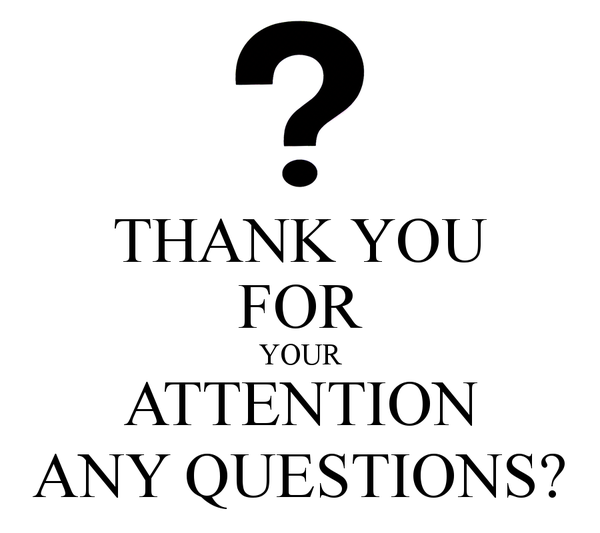 ?
THANK YOU
FOR
YOUR
ATTENTION
ANY QUESTIONS?